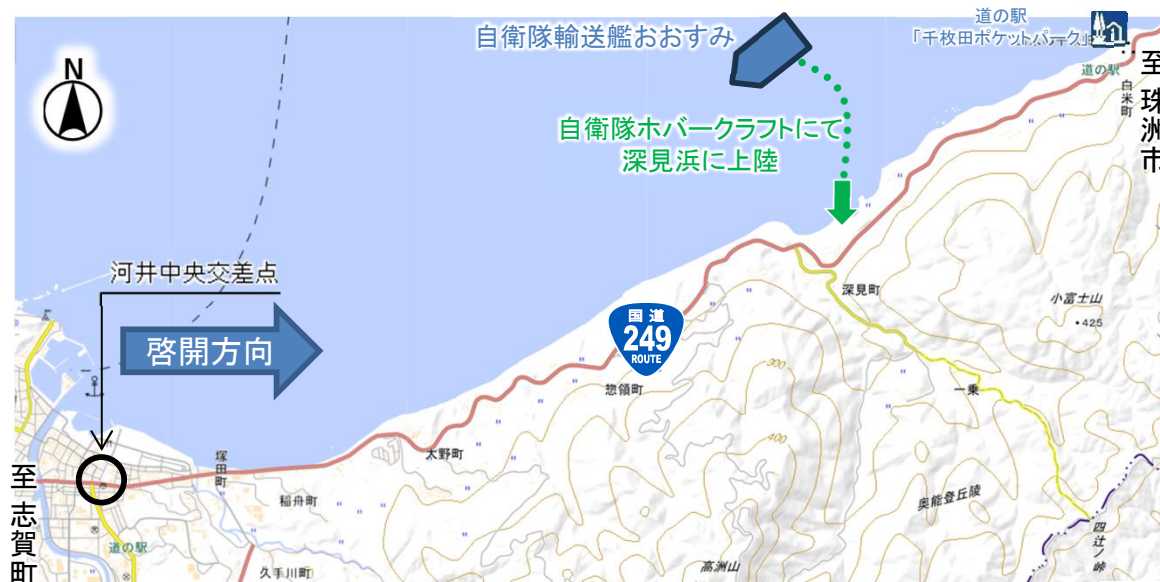 自衛隊輸送艦おおすみ
道の駅
「千枚田ポケットパーク」
道の駅
至 珠洲市
白米町
N
自衛隊ホバークラフトにて
深見浜に上陸
河井中央交差点
啓開方向
国道
249
ROUTE
深見町
小富士山
・425
惣領町
300
一乗
400
大野町
塚田町
稲舟町
奥能登丘陵
至 志賀町
道の駅
久手川町
高洲山
四辻ノ峠